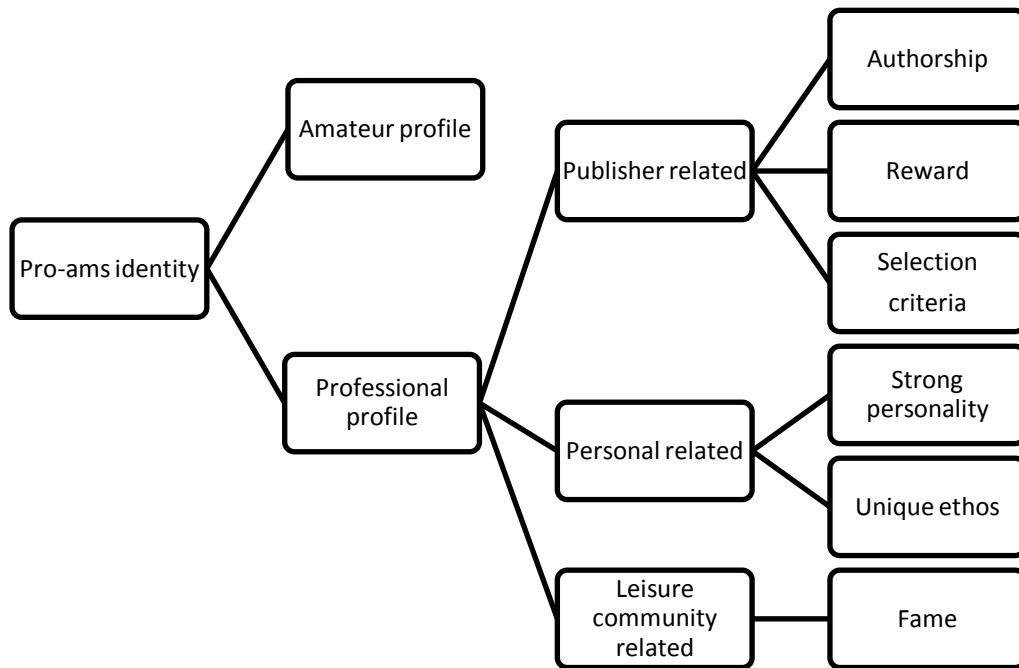 Pro-ams identity
Amateur profile
Professional
profile
Publisher related
Personal related
Leisure
community
related
Authorship
Reward
Selection
criteria
Strong
personality
Unique ethos
Fame